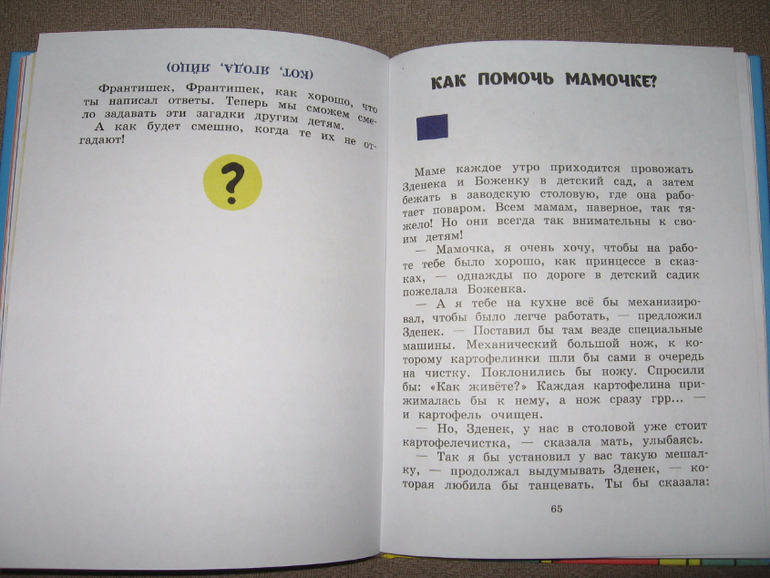 (КОТ, ЯГОДА, ЯЙЦО)
Франтишек, Франтишек, как хорошо, что
ты написал ответы. Теперь мы сможем сме-
ло задавать эти загадки другим детям.
А как будет смешно, когда те их не от-
гадают!
?
КАК ПОМОЧЬ МАМОЧКЕ?
Маме каждое утро приходится провожать
Зденека и Боженку в детский сад, а затем
бежать в заводскую столовую, где она рабо-
тает поваром. Всем мамам, наверное, так тя-
жело! Но они всегда так внимательны к сво-
им детям!
— Мамочка, я очень хочу, чтобы на рабо-
те тебе было хорошо, как принцессе в сказ-
ках, — однажды по дороге в детский садик
пожелала Боженка.
— А я тебе на кухне всё бы механизиро-
вал, чтобы было легче работать, — предложил
Зденек. — Поставил бы там везде специальные
машины. Механический большой нож, к ко-
торому картофелинки шли бы сами в очередь
на чистку. Поклонились бы ножу. Спросили
бы: «Как живёте?» Каждая картофелина при-
жималась бы к нему, а нож сразу грр... —
и картофель очищен.
— Но, Зденек, у нас в столовой уже стоит
картофелечистка, — сказала мать, улыбаясь.
— Так я бы установил у вас такую мешал-
ку, — продолжал выдумывать Зденек, — ко-
торая любила бы танцевать. Ты бы сказала:
65